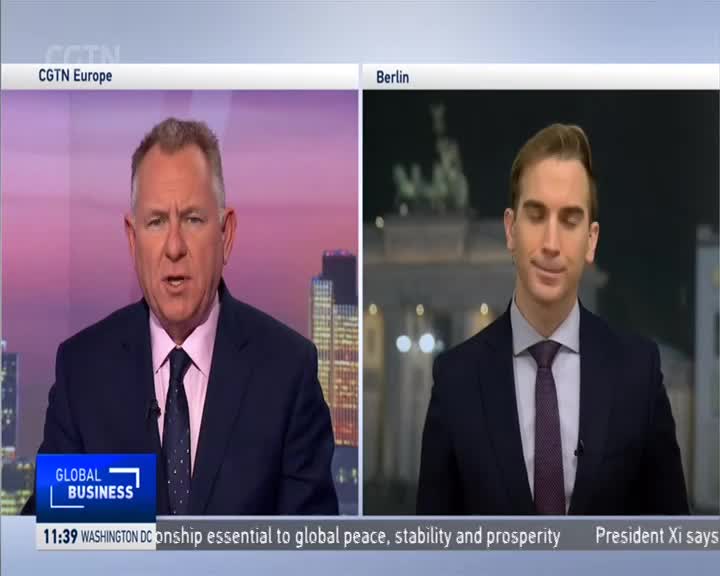 CGTN
CGTN Europe
Berlin
GLOBAL
BUSINESS
11:39 WASHINGTON DC
onship essential to global peace, stability and prosperity President Xi says